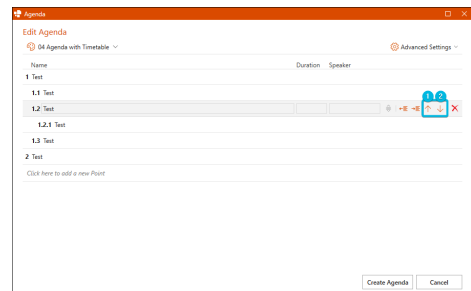 Agenda
Edit Agenda
04 Agenda with Timetable
Advanced Settings
Name Duration Speaker
1 Test
1.1 Test
1 2
1.2 Test
1.2.1 Test
1.3 Test
2 Test
Click here to add a new Point
Create Agenda Cancel